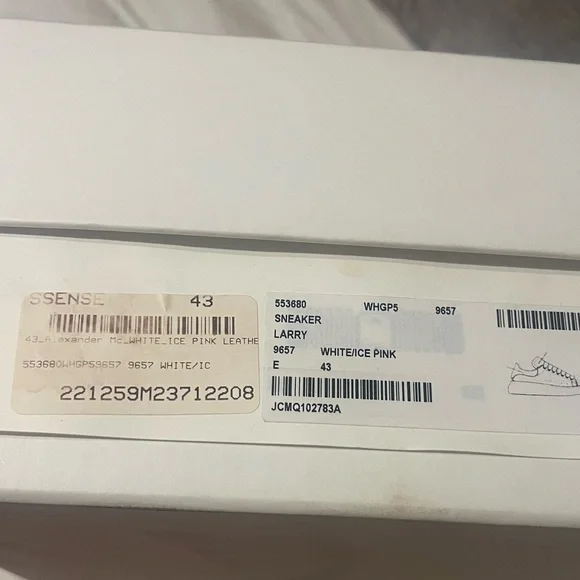 SSENSE 43
43_Alexander Mc_WHITE_ICE PINK LEATHE
553680WHGP59657 9657 WHITE/IC
221259M23712208
553680 WHGP5 9657
SNEAKER
LARRY
9657 WHITE/ICE PINK
E 43
JCMQ102783A